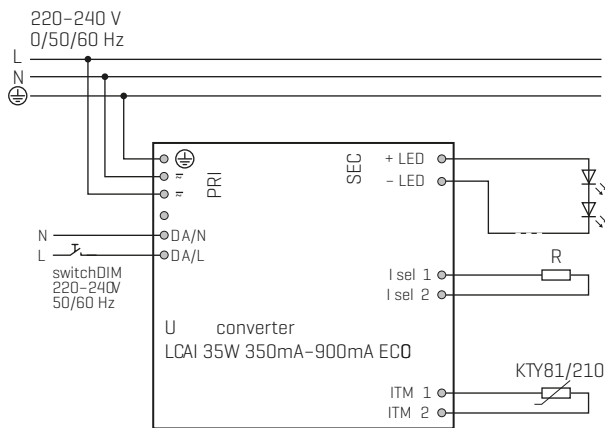 220–240 V
0/50/60 Hz
L
N
PRI
SEC
+ LED
– LED
N
DA/N
L
DA/L
switchDIM
220–240V
50/60 Hz
I sel 1
R
I sel 2
U converter
LCAI 35W 350mA–900mA ECO
KTY81/210
ITM 1
ITM 2